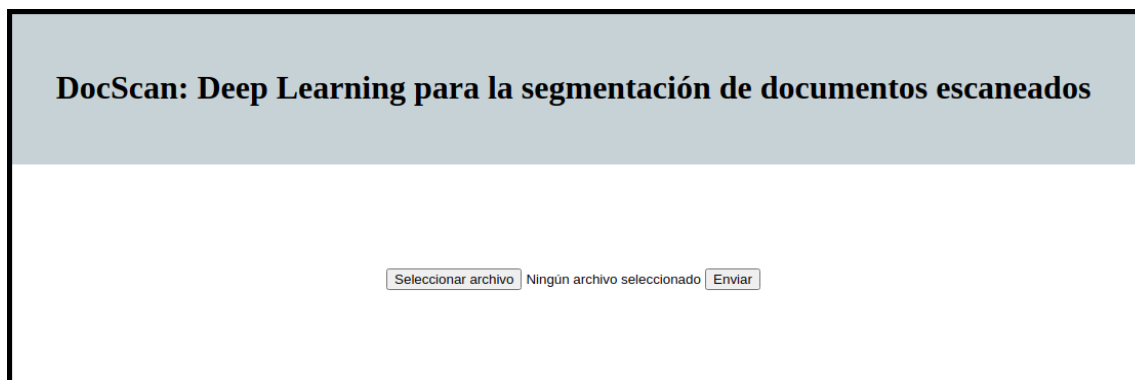 DocScan: Deep Learning para la segmentación de documentos escaneados
Seleccionar archivo Ningún archivo seleccionado Enviar